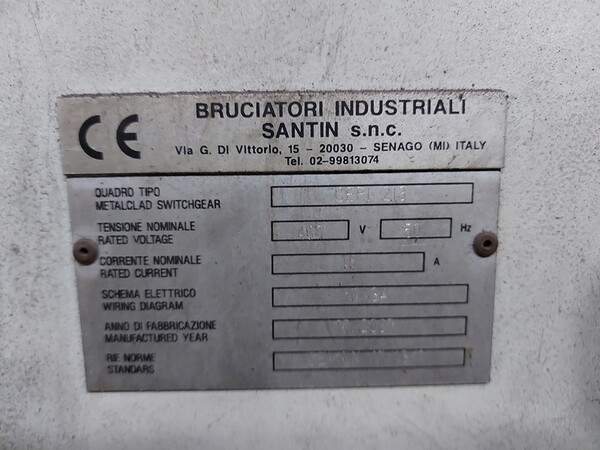 CE
BRUCIATORI INDUSTRIALI
SANTIN s.n.c.
Via G. Di Vittorio, 15 - 20030 - SENAGO (MI) ITALY
Tel. 02-99813074
QUADRO TIPO
METALCLAD SWITCHGEAR
TENSIONE NOMINALE
RATED VOLTAGE
400 V Hz
CORRENTE NOMINALE
RATED CURRENT
A
SCHEMA ELETTRICO
WIRING DIAGRAM
ANNO DI FABBRICAZIONE
MANUFACTURED YEAR
RIF. NORME
STANDARS